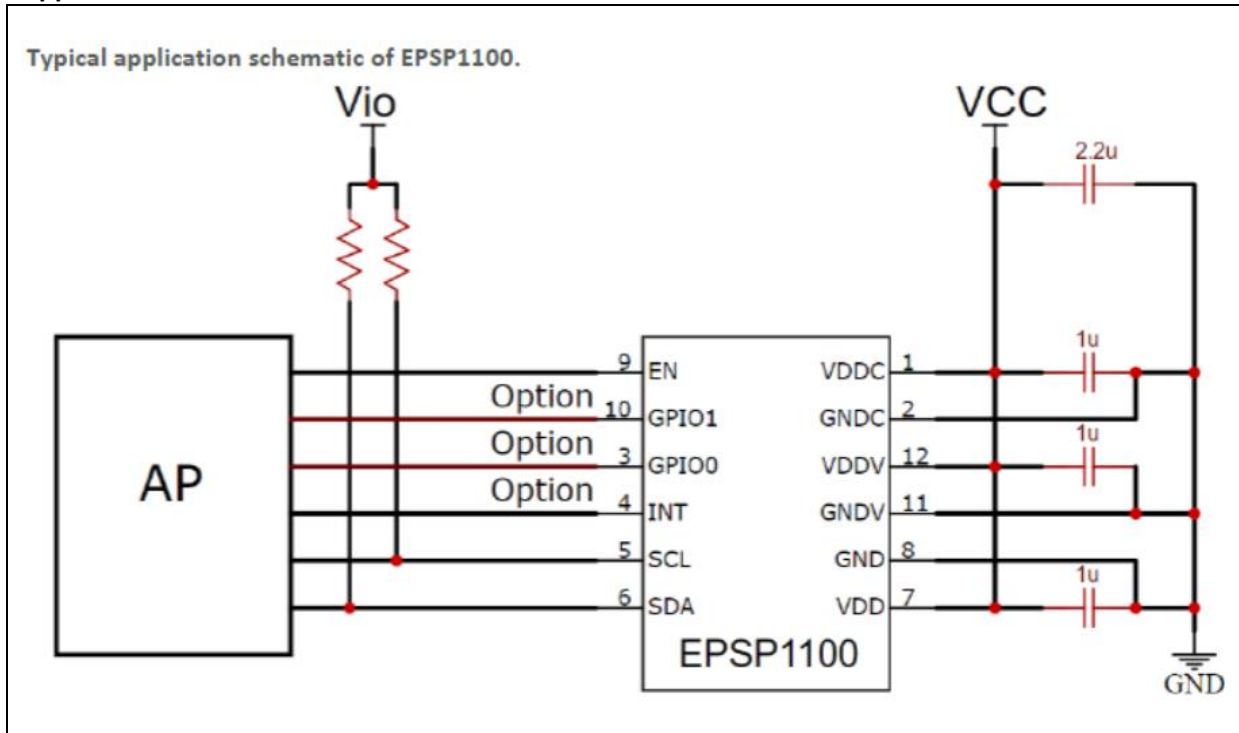 Typical application schematic of EPSP1100.
Vio
VCC
2.2u
1u
9 EN
VDDC 1
Option
10 GPIO1
GNDC 2
1u
Option
3 GPIO0
VDDV 12
AP
Option
4 INT
GNDV 11
5 SCL
GND 8
1u
6 SDA
VDD 7
EPSP1100
GND